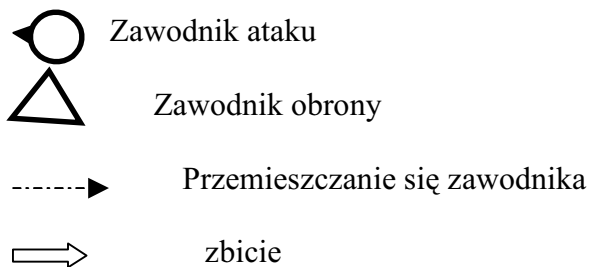 Zawodnik ataku
Zawodnik obrony
Przemieszczanie się zawodnika
zbicie